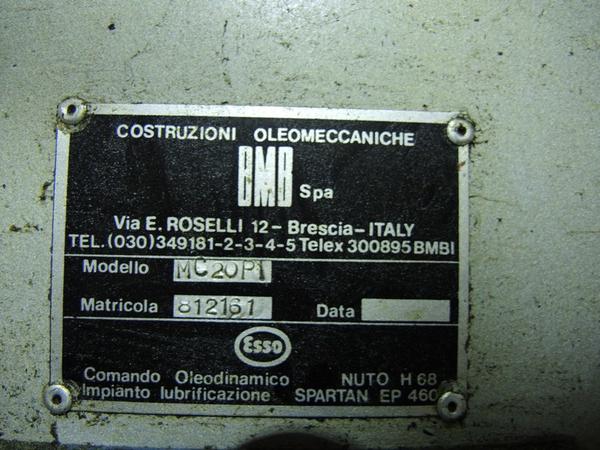 COSTRUZIONI OLEOMECCANICHE
BMB Spa
Via E. ROSELLI 12 - Brescia - ITALY
TEL. (030) 349181-2-3-4-5 Telex 300895 BMBI
Modello MC20P1
Matricola 812161 Data
Esso
Comando Oleodinamico NUTO H 68
Impianto lubrificazione SPARTAN EP 460